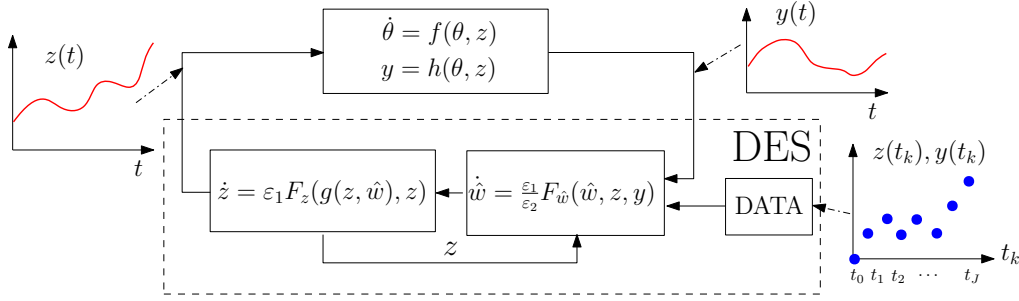 z(t)
t
θ̇ = f(θ, z)
y = h(θ, z)
y(t)
t
DES
ż = ε₁F_z(g(z, ŵ), z)
ŵ̇ = ε₁/ε₂ F_ŵ(ŵ, z, y)
DATA
z
z(t_k), y(t_k)
t_k
t₀ t₁ t₂ ⋯ t_J